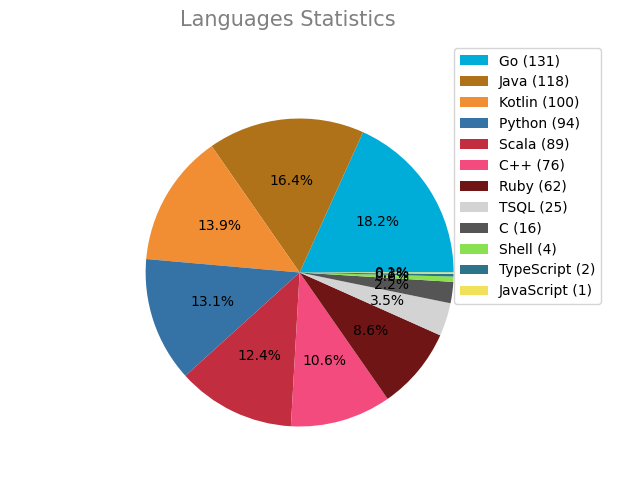 Languages Statistics
Go (131)
Java (118)
Kotlin (100)
Python (94)
Scala (89)
C++ (76)
Ruby (62)
TSQL (25)
C (16)
Shell (4)
TypeScript (2)
JavaScript (1)
16.4%
18.2%
13.9%
13.1%
12.4%
10.6%
8.6%
3.5%
2.2%